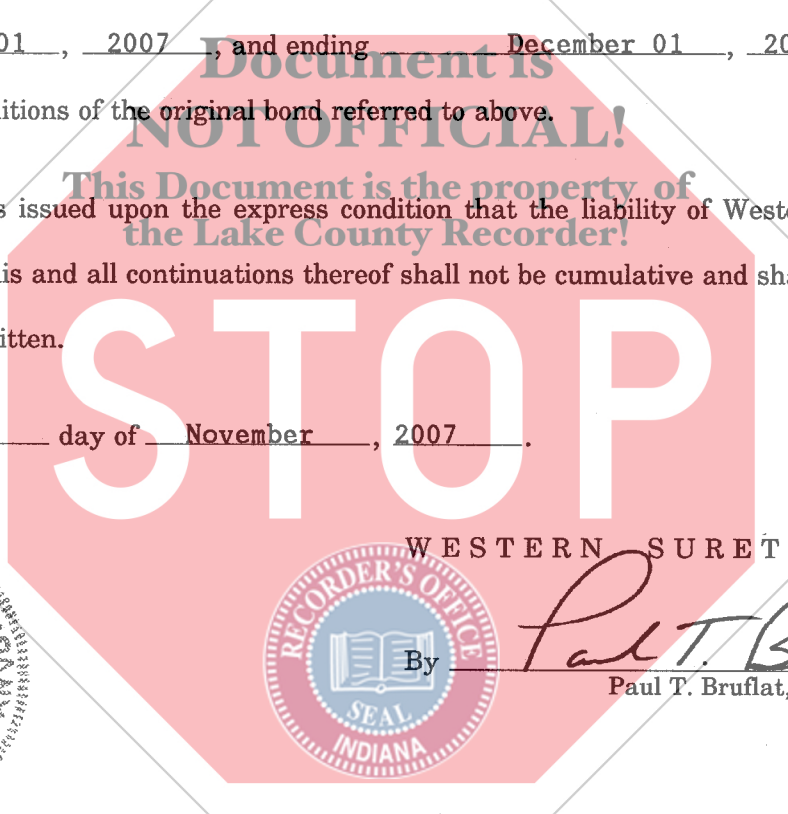 01, 2007, and ending December 01, 20
Document is
itions of the original bond referred to above.
NOT OFFICIAL!
This Document is the property of
s issued upon the express condition that the liability of Weste
the Lake County Recorder!
is and all continuations thereof shall not be cumulative and sha
STOP
itten.
day of November, 2007.
WESTERN SURET
RECORDER'S OFFICE
SEAL
INDIANA
By Paul T. B
Paul T. Bruflat,